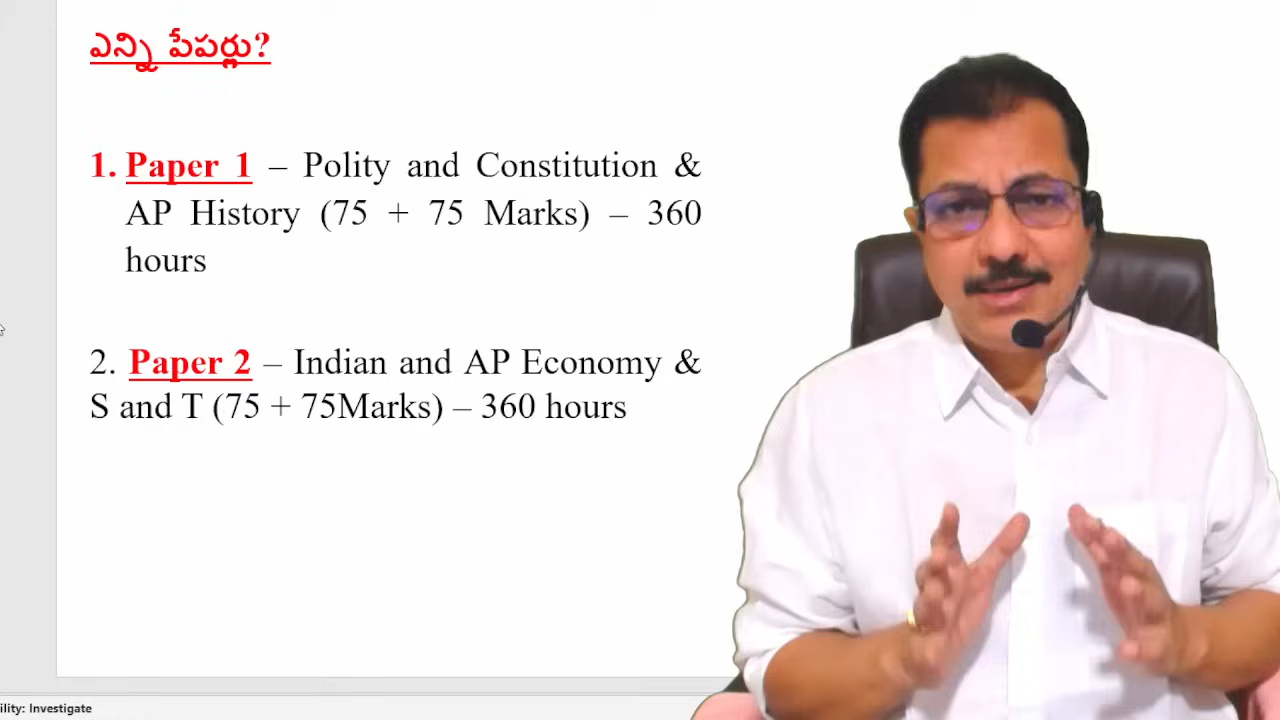 ఎన్ని పేపర్లు?
1. Paper 1 – Polity and Constitution &
AP History (75 + 75 Marks) – 360
hours
2. Paper 2 – Indian and AP Economy &
S and T (75 + 75Marks) – 360 hours
ility: Investigate